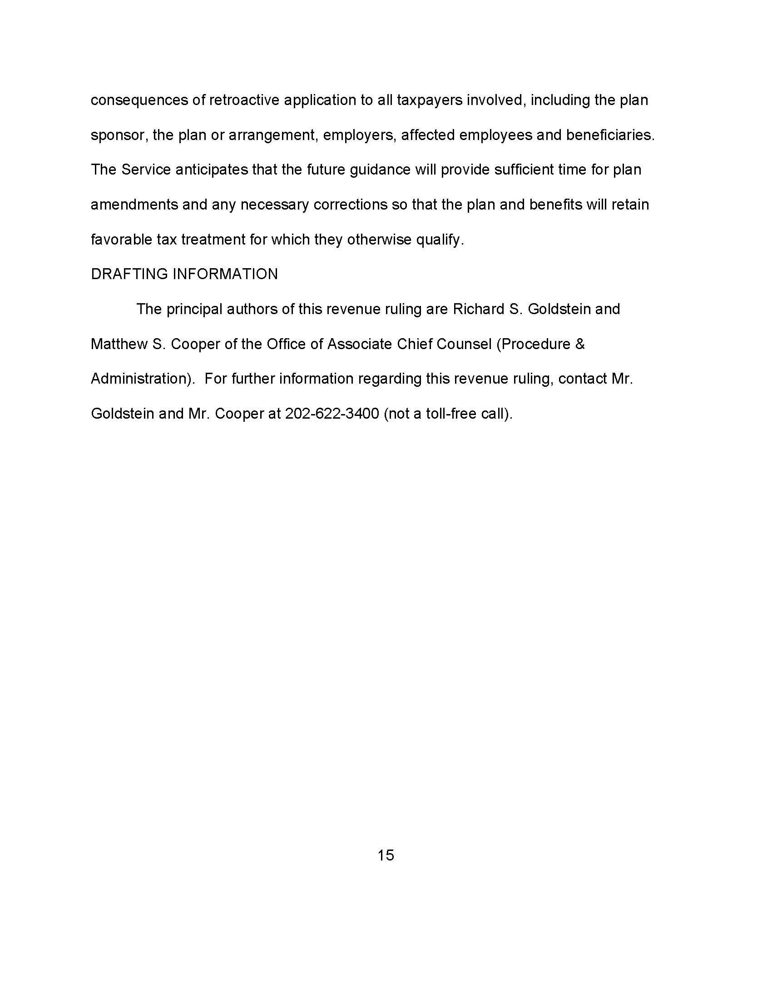 consequences of retroactive application to all taxpayers involved, including the plan
sponsor, the plan or arrangement, employers, affected employees and beneficiaries.
The Service anticipates that the future guidance will provide sufficient time for plan
amendments and any necessary corrections so that the plan and benefits will retain
favorable tax treatment for which they otherwise qualify.
DRAFTING INFORMATION
The principal authors of this revenue ruling are Richard S. Goldstein and
Matthew S. Cooper of the Office of Associate Chief Counsel (Procedure &
Administration).  For further information regarding this revenue ruling, contact Mr.
Goldstein and Mr. Cooper at 202-622-3400 (not a toll-free call).
15